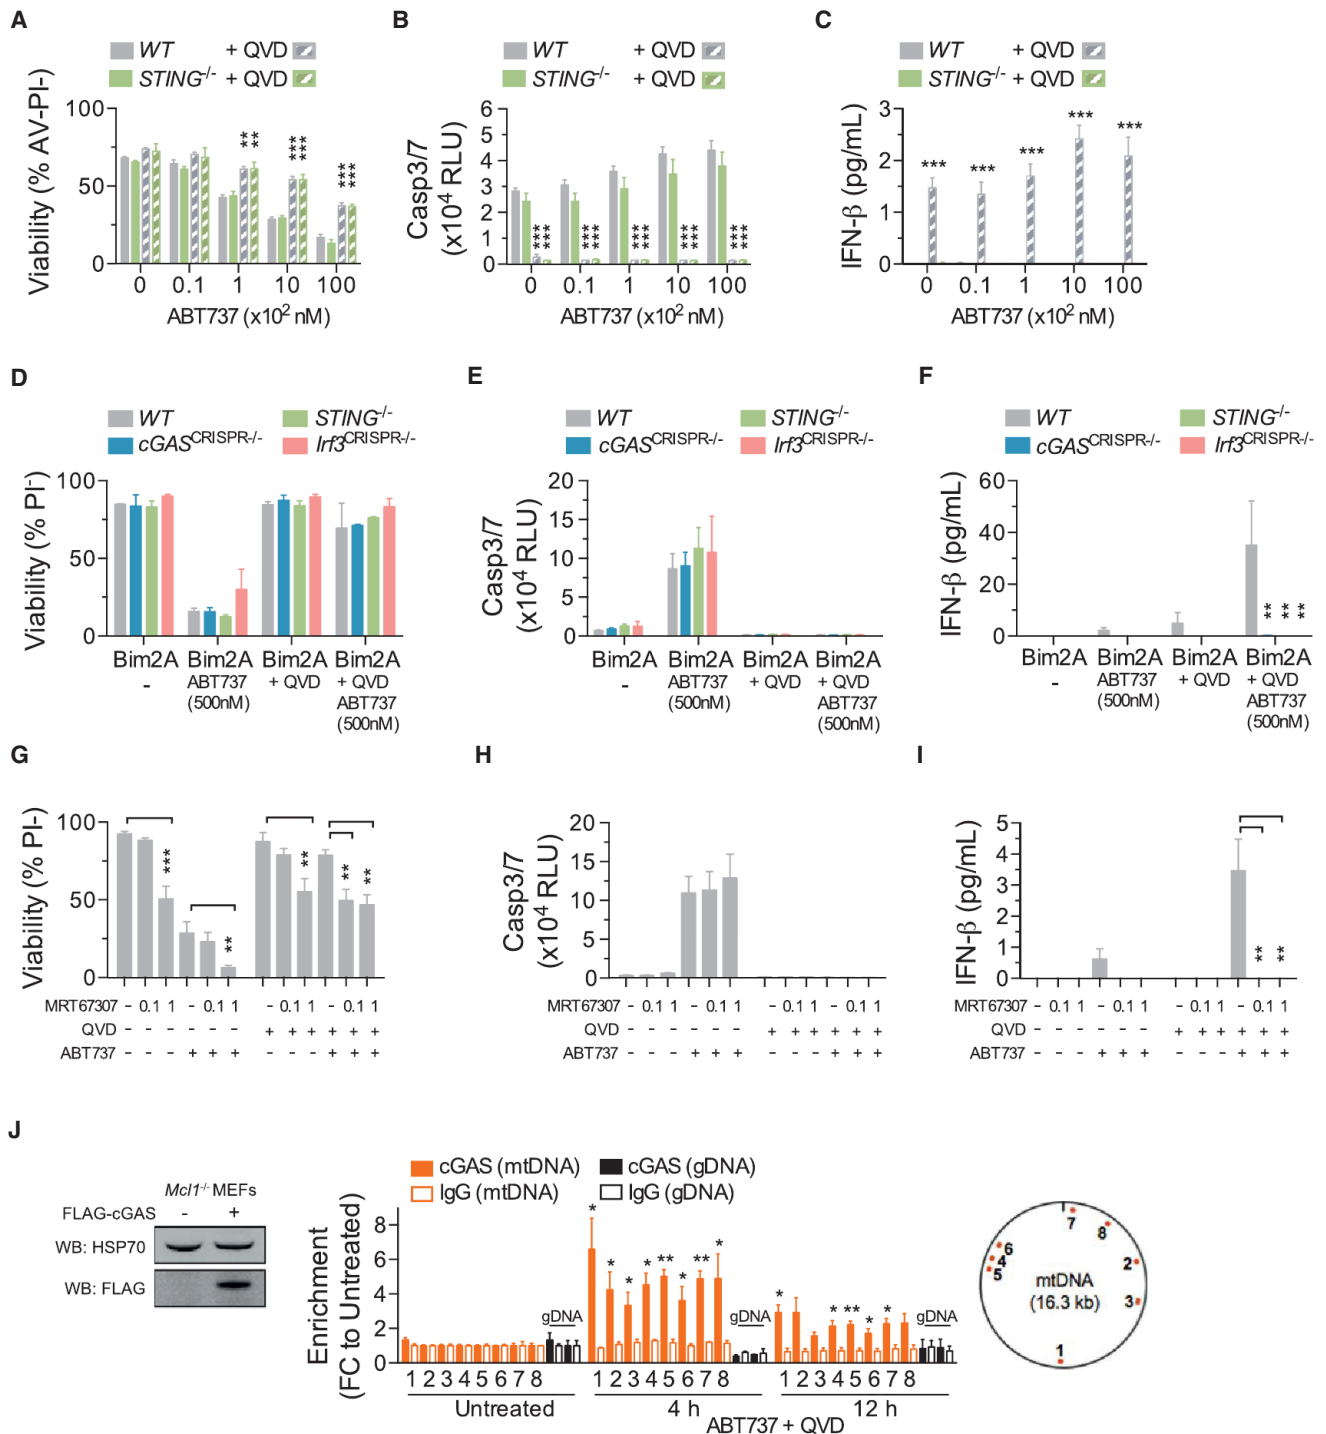 A
WT + QVD
STING-/- + QVD
Viability (% AV-PI-)
100
50
0
** **
*** ***
*** ***
0 0.1 1 10 100
ABT737 (x10² nM)
B
WT + QVD
STING-/- + QVD
Casp3/7
(x10⁴ RLU)
6
5
4
3
2
1
0
*** *** *** *** *** *** *** *** *** ***
0 0.1 1 10 100
ABT737 (x10² nM)
C
WT + QVD
STING-/- + QVD
IFN-β (pg/mL)
3
2
1
0
*** *** *** *** ***
0 0.1 1 10 100
ABT737 (x10² nM)
D
WT STING-/-
cGASCRISPR-/- Irf3CRISPR-/-
Viability (% PI-)
100
50
0
Bim2A Bim2A Bim2A Bim2A
- ABT737 + QVD + QVD
(500nM) ABT737
(500nM)
E
WT STING-/-
cGASCRISPR-/- Irf3CRISPR-/-
Casp3/7
(x10⁴ RLU)
20
15
10
5
0
Bim2A Bim2A Bim2A Bim2A
- ABT737 + QVD + QVD
(500nM) ABT737
(500nM)
F
WT STING-/-
cGASCRISPR-/- Irf3CRISPR-/-
IFN-β (pg/mL)
60
40
20
0
** ** **
Bim2A Bim2A Bim2A Bim2A
- ABT737 + QVD + QVD
(500nM) ABT737
(500nM)
G
Viability (% PI-)
100
50
0
*** ** ** ** **
MRT67307 - 0.1 1 - 0.1 1 - 0.1 1 - 0.1 1
QVD - - - - - - + + + + + +
ABT737 - - - + + + - - - + + +
H
Casp3/7
(x10⁴ RLU)
20
15
10
5
0
MRT67307 - 0.1 1 - 0.1 1 - 0.1 1 - 0.1 1
QVD - - - - - - + + + + + +
ABT737 - - - + + + - - - + + +
I
IFN-β (pg/mL)
5
4
3
2
1
0
** **
MRT67307 - 0.1 1 - 0.1 1 - 0.1 1 - 0.1 1
QVD - - - - - - + + + + + +
ABT737 - - - + + + - - - + + +
J
Mcl1-/- MEFs
FLAG-cGAS - +
WB: HSP70
WB: FLAG
cGAS (mtDNA) cGAS (gDNA)
IgG (mtDNA) IgG (gDNA)
Enrichment
(FC to Untreated)
8
6
4
2
0
* * * * ** * ** *
* * ** * *
gDNA gDNA gDNA
1 2 3 4 5 6 7 8 1 2 3 4 5 6 7 8 1 2 3 4 5 6 7 8
Untreated 4 h 12 h
ABT737 + QVD
7
8
6
4
5
2
3
1
mtDNA
(16.3 kb)